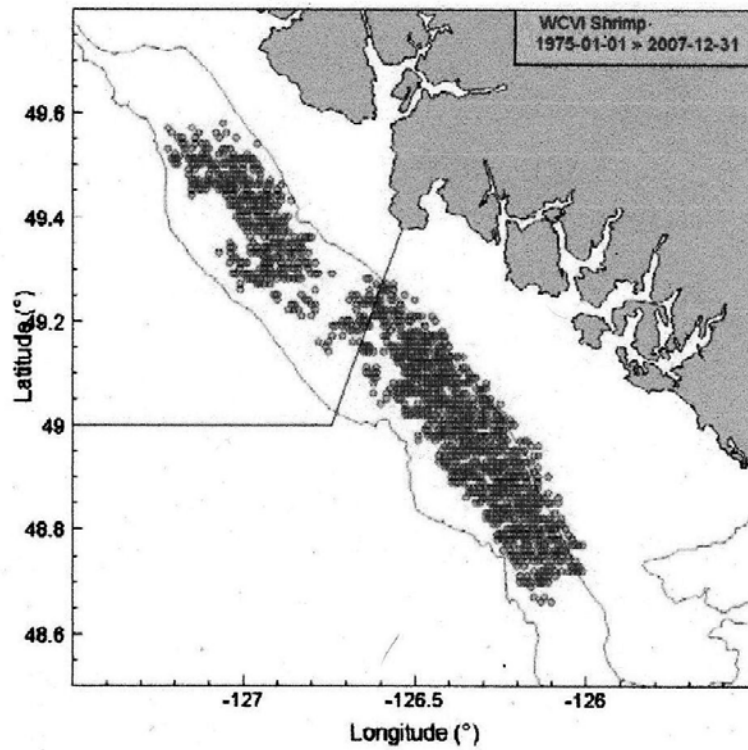 WCVI Shrimp
1975-01-01 » 2007-12-31
49.6
49.4
49.2
49
48.8
48.6
Latitude (°)
-127
-126.5
-126
Longitude (°)